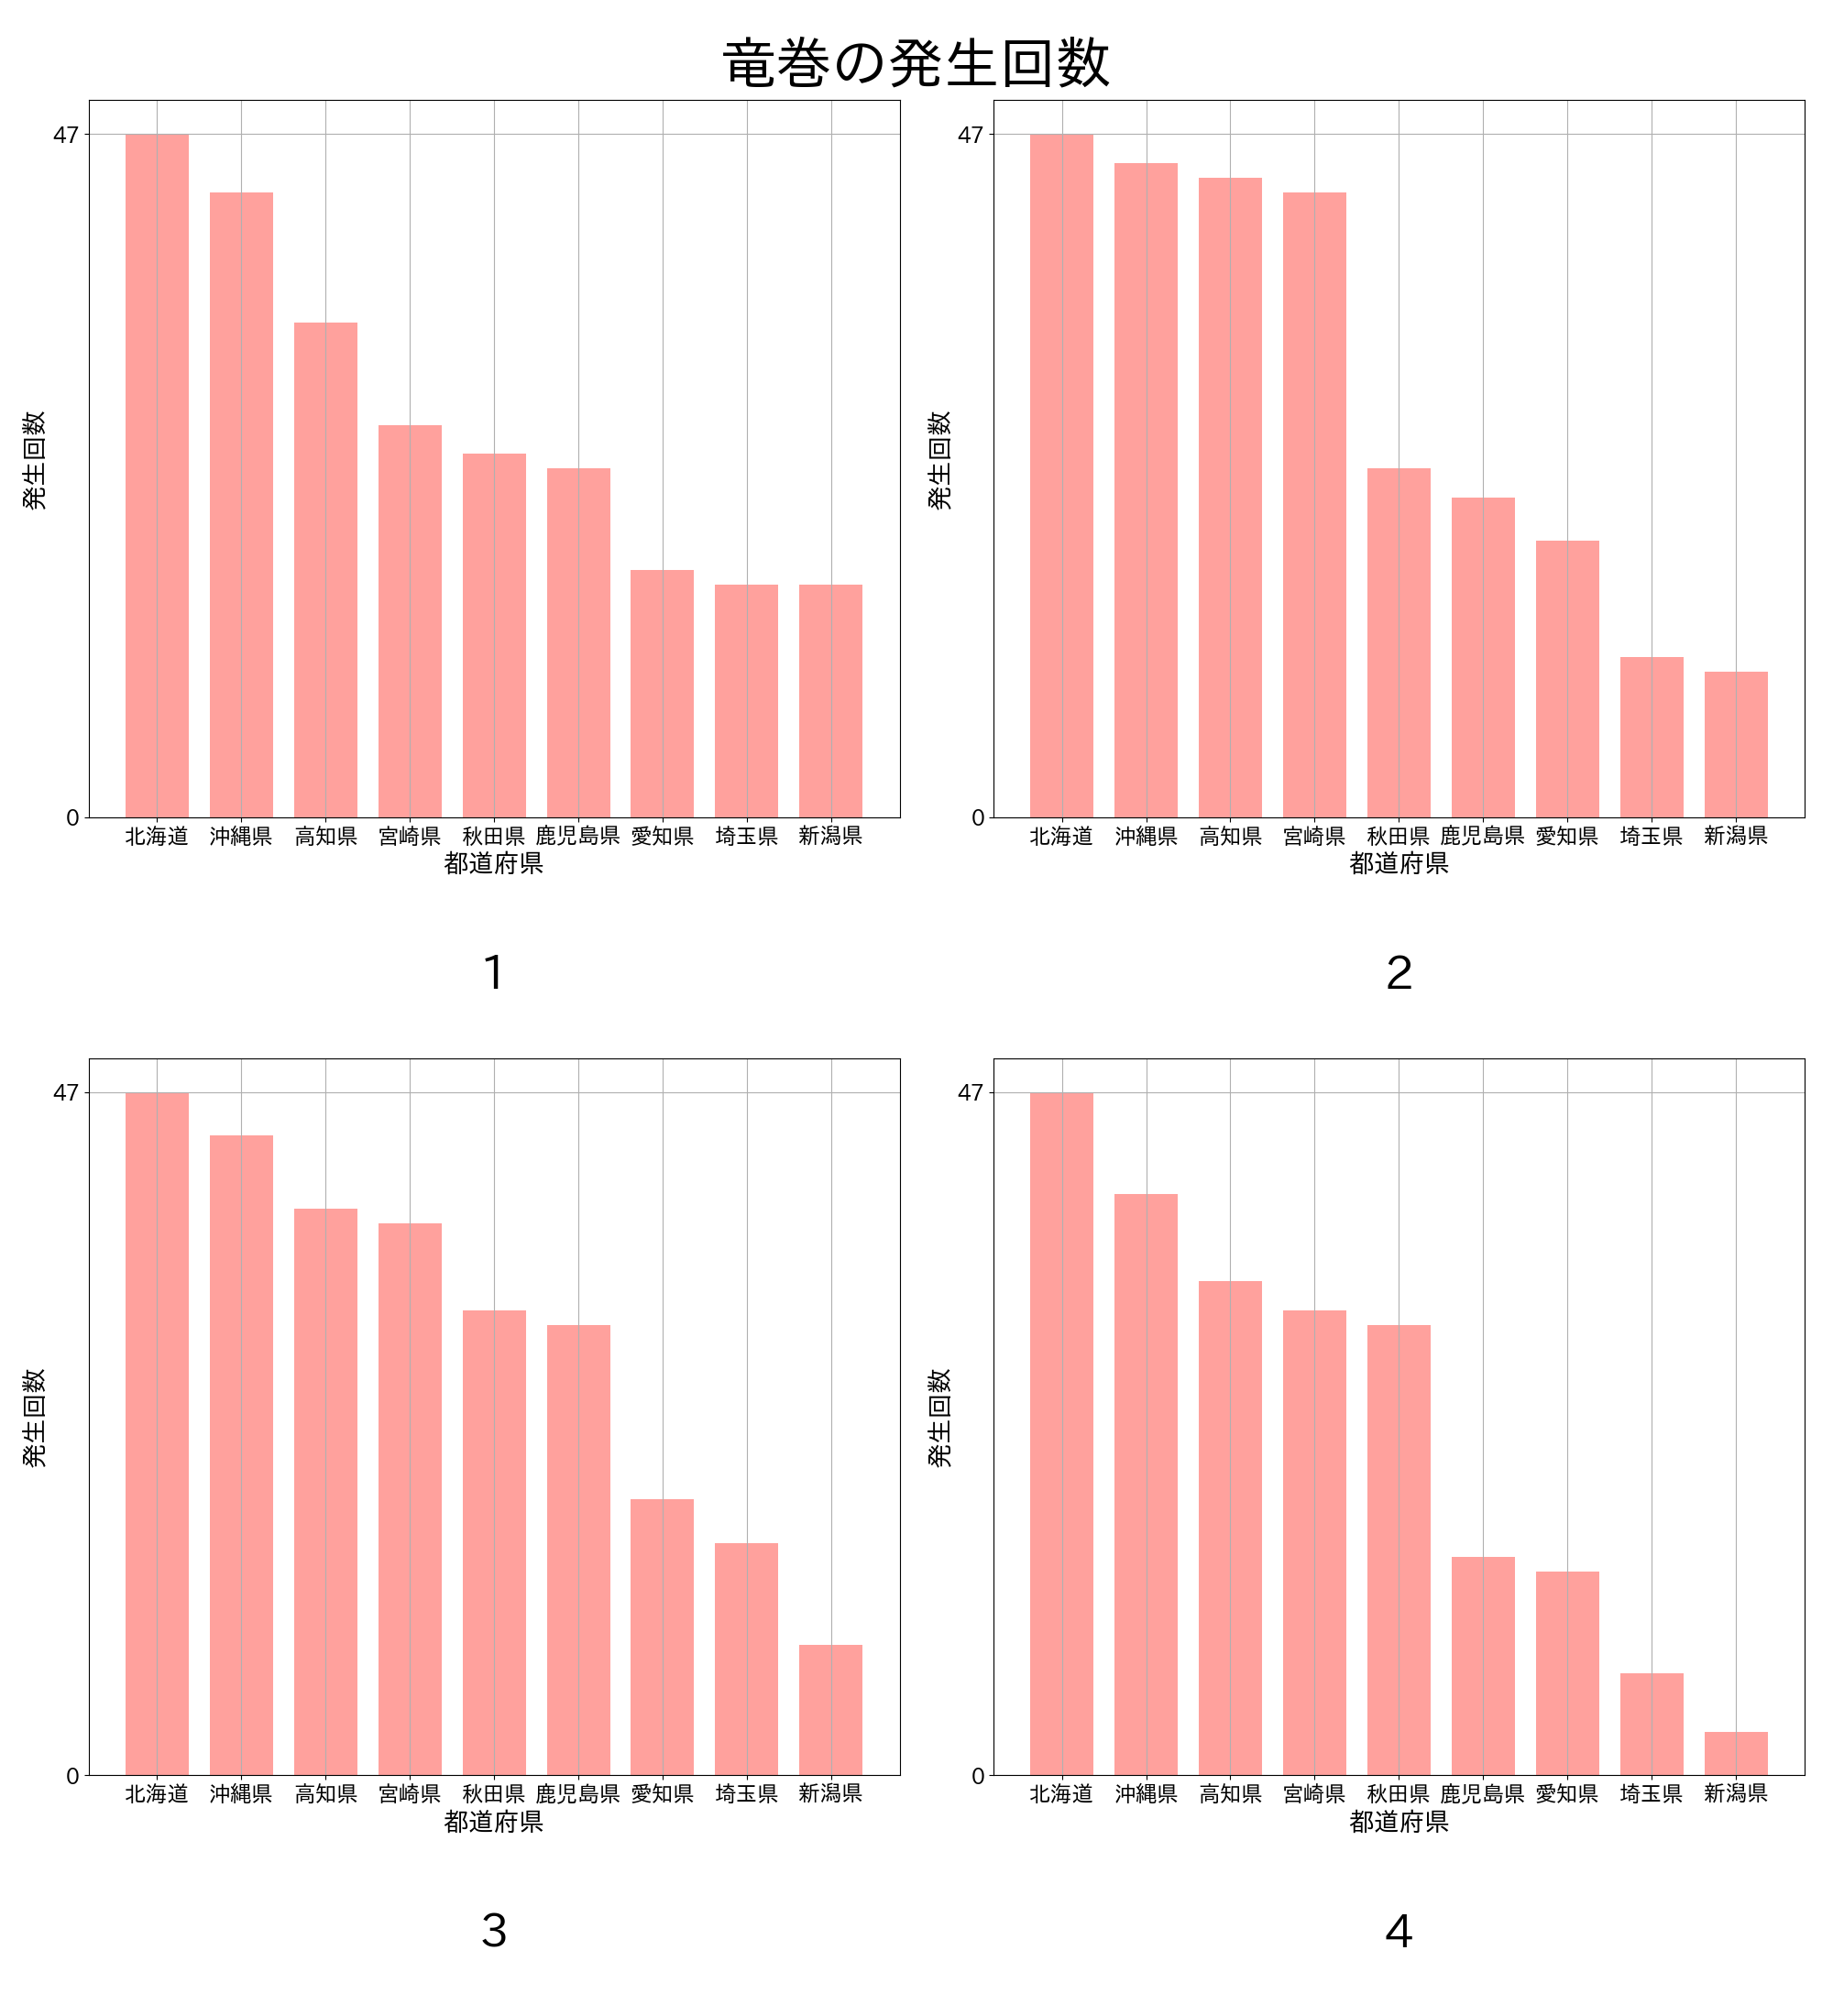 竜巻の発生回数
47
0
発生回数
北海道 沖縄県 高知県 宮崎県 秋田県 鹿児島県 愛知県 埼玉県 新潟県
都道府県
1
47
0
発生回数
北海道 沖縄県 高知県 宮崎県 秋田県 鹿児島県 愛知県 埼玉県 新潟県
都道府県
2
47
0
発生回数
北海道 沖縄県 高知県 宮崎県 秋田県 鹿児島県 愛知県 埼玉県 新潟県
都道府県
3
47
0
発生回数
北海道 沖縄県 高知県 宮崎県 秋田県 鹿児島県 愛知県 埼玉県 新潟県
都道府県
4